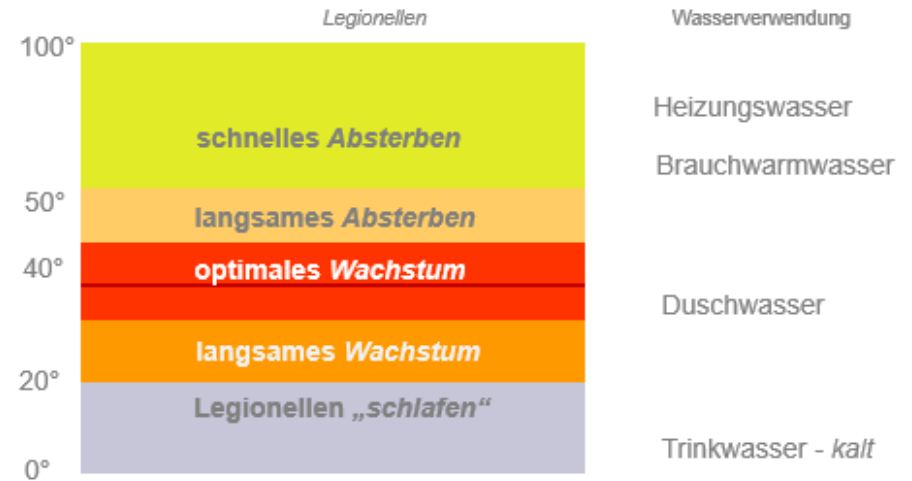 Legionellen
Wasserverwendung
100°
Heizungswasser
schnelles Absterben
Brauchwarmwasser
50°
langsames Absterben
40°
optimales Wachstum
Duschwasser
langsames Wachstum
20°
Legionellen „schlafen“
Trinkwasser - kalt
0°